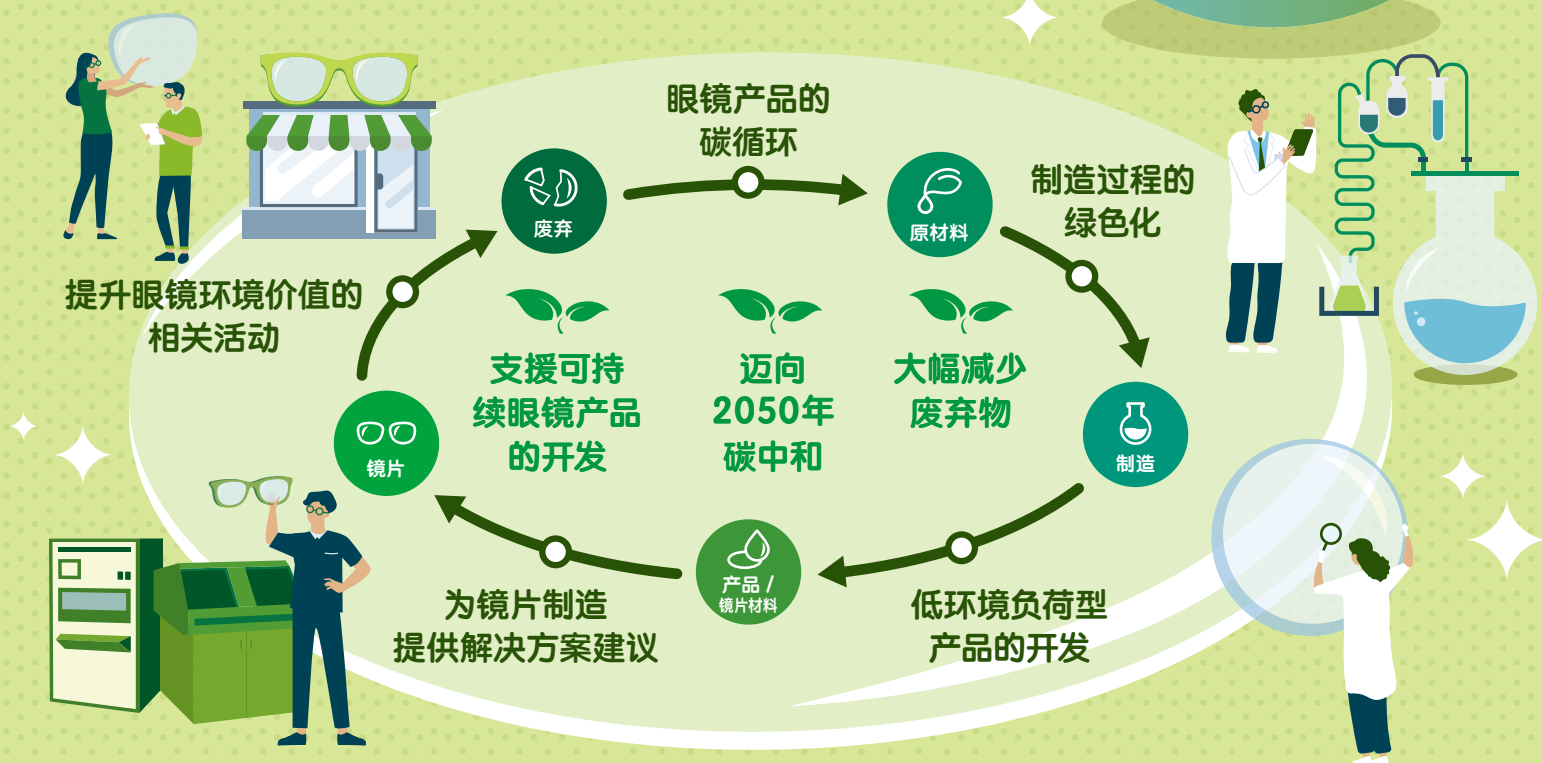 眼镜产品的
碳循环
废弃
原材料
制造过程的
绿色化
提升眼镜环境价值的
相关活动
支援可持
续眼镜产品
的开发
迈向
2050年
碳中和
大幅减少
废弃物
镜片
制造
产品 /
镜片材料
为镜片制造
提供解决方案建议
低环境负荷型
产品的开发